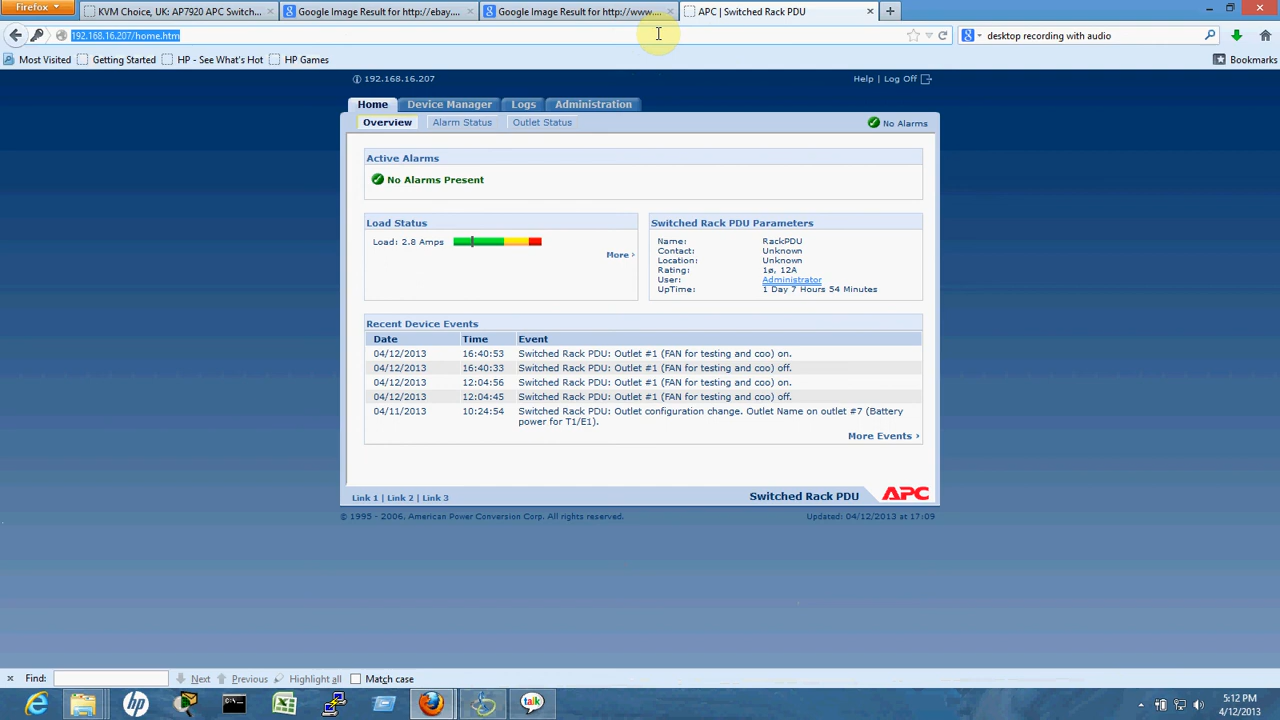 Firefox
KVM Choice, UK: AP7920 APC Switch...
Google Image Result for http://ebay....
Google Image Result for http://www....
APC | Switched Rack PDU
192.168.16.207/home.htm
desktop recording with audio
Most Visited
Getting Started
HP - See What's Hot
HP Games
Bookmarks
192.168.16.207
Help | Log Off
Home
Device Manager
Logs
Administration
Overview
Alarm Status
Outlet Status
No Alarms
Active Alarms
No Alarms Present
Load Status
Load: 2.8 Amps
More ›
Switched Rack PDU Parameters
Name: RackPDU
Contact: Unknown
Location: Unknown
Rating: 1ø, 12A
User: Administrator
UpTime: 1 Day 7 Hours 54 Minutes
Recent Device Events
Date Time Event
04/12/2013 16:40:53 Switched Rack PDU: Outlet #1 (FAN for testing and coo) on.
04/12/2013 16:40:33 Switched Rack PDU: Outlet #1 (FAN for testing and coo) off.
04/12/2013 12:04:56 Switched Rack PDU: Outlet #1 (FAN for testing and coo) on.
04/12/2013 12:04:45 Switched Rack PDU: Outlet #1 (FAN for testing and coo) off.
04/11/2013 10:24:54 Switched Rack PDU: Outlet configuration change. Outlet Name on outlet #7 (Battery
power for T1/E1).
More Events ›
Link 1 | Link 2 | Link 3
Switched Rack PDU
APC
© 1995 - 2006, American Power Conversion Corp. All rights reserved.
Updated: 04/12/2013 at 17:09
Find:
Next
Previous
Highlight all
Match case
talk
5:12 PM
4/12/2013